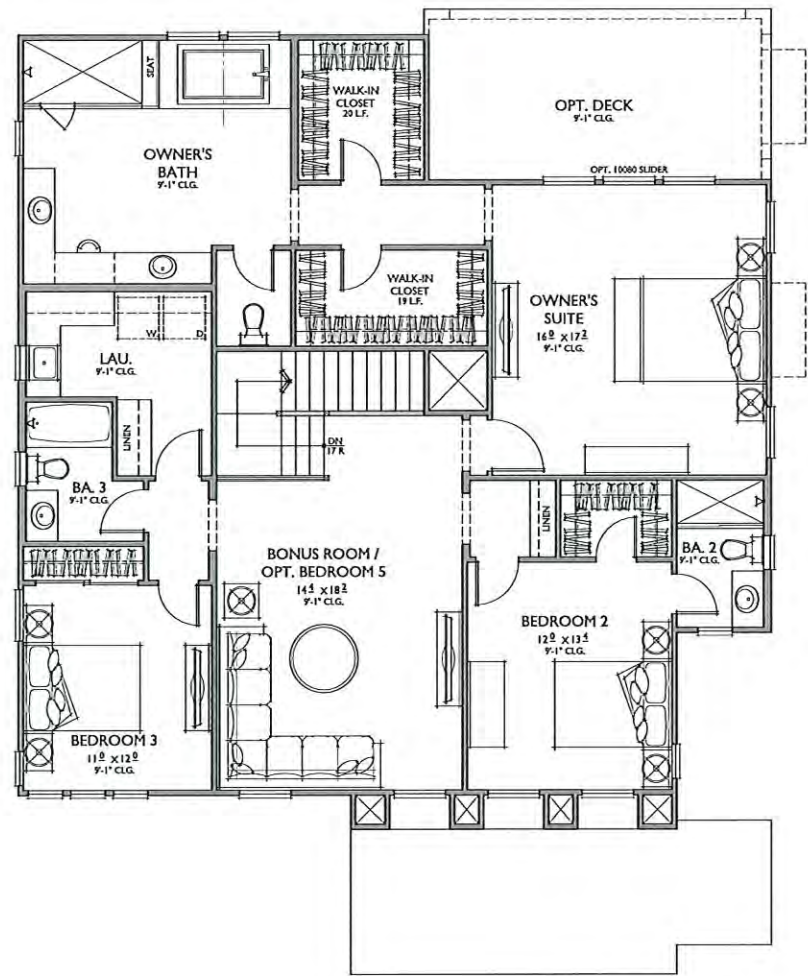 SEAT
WALK-IN
CLOSET
20 L.F.
OPT. DECK
9'-1" CLG.
OWNER'S
BATH
9'-1" CLG.
OPT. 10080 SLIDER
WALK-IN
CLOSET
19 L.F.
OWNER'S
SUITE
16⁰ x 17²
9'-1" CLG.
W
D
LAU.
9'-1" CLG.
LINEN
DN
17 R
BA. 3
9'-1" CLG.
BONUS ROOM /
OPT. BEDROOM 5
14⁴ x 18²
9'-1" CLG.
LINEN
BA. 2
9'-1" CLG.
BEDROOM 2
12⁰ x 13⁴
9'-1" CLG.
BEDROOM 3
11⁰ x 12⁰
9'-1" CLG.